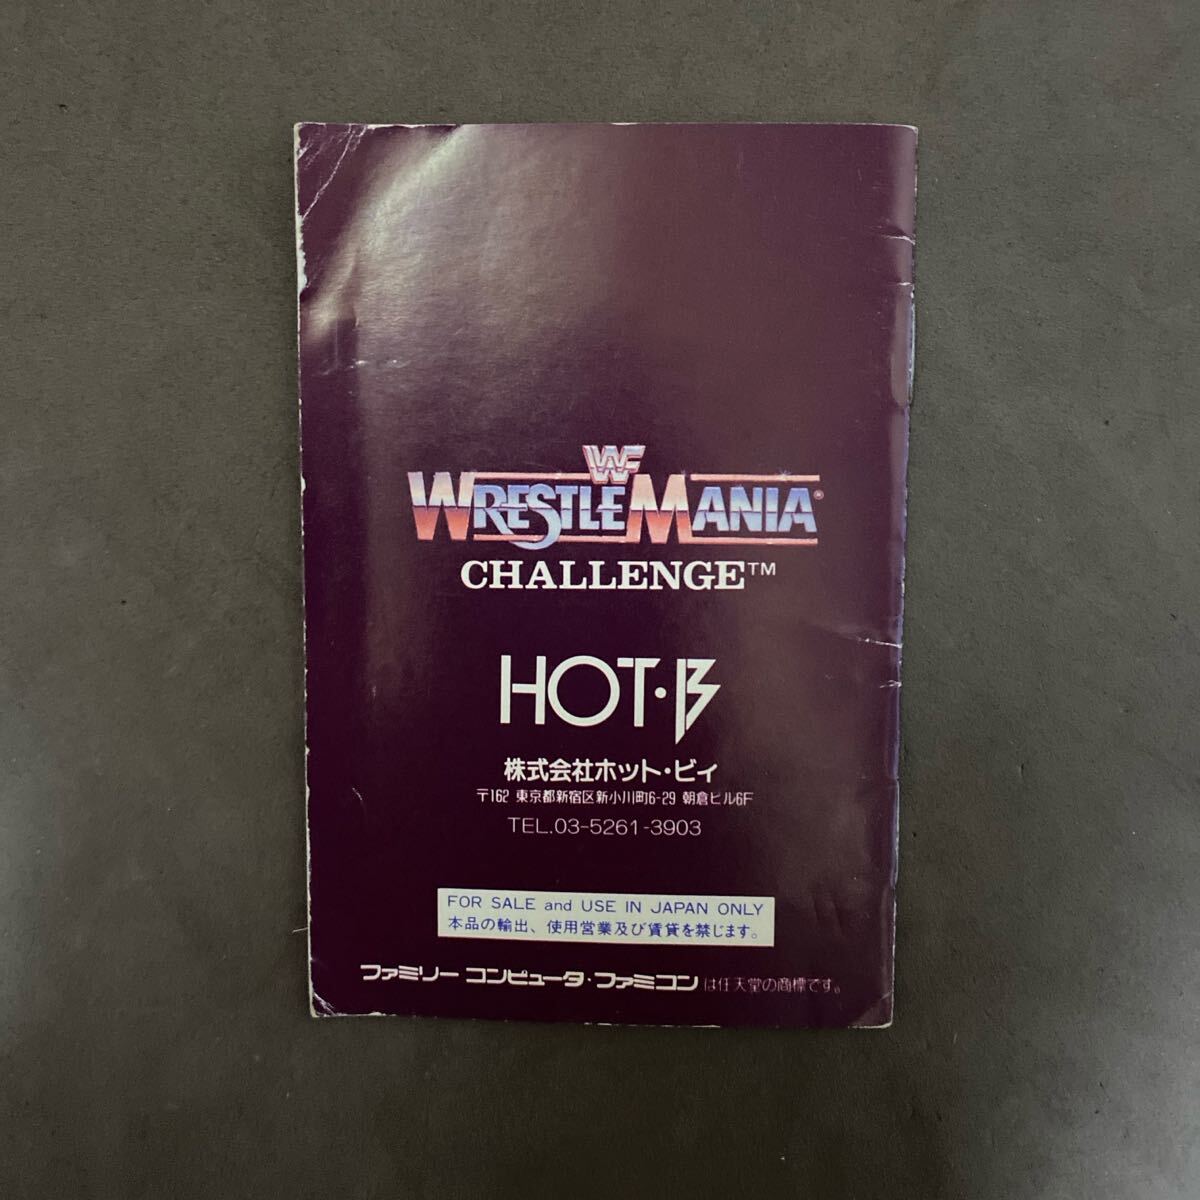 WF
WRESTLEMANIA®
CHALLENGE™
HOT·B
株式会社ホット・ビィ
〒162 東京都新宿区新小川町6-29 朝倉ビル6F
TEL.03-5261-3903
FOR SALE and USE IN JAPAN ONLY
本品の輸出、使用営業及び賃貸を禁じます。
ファミリーコンピュータ・ファミコンは任天堂の商標です。